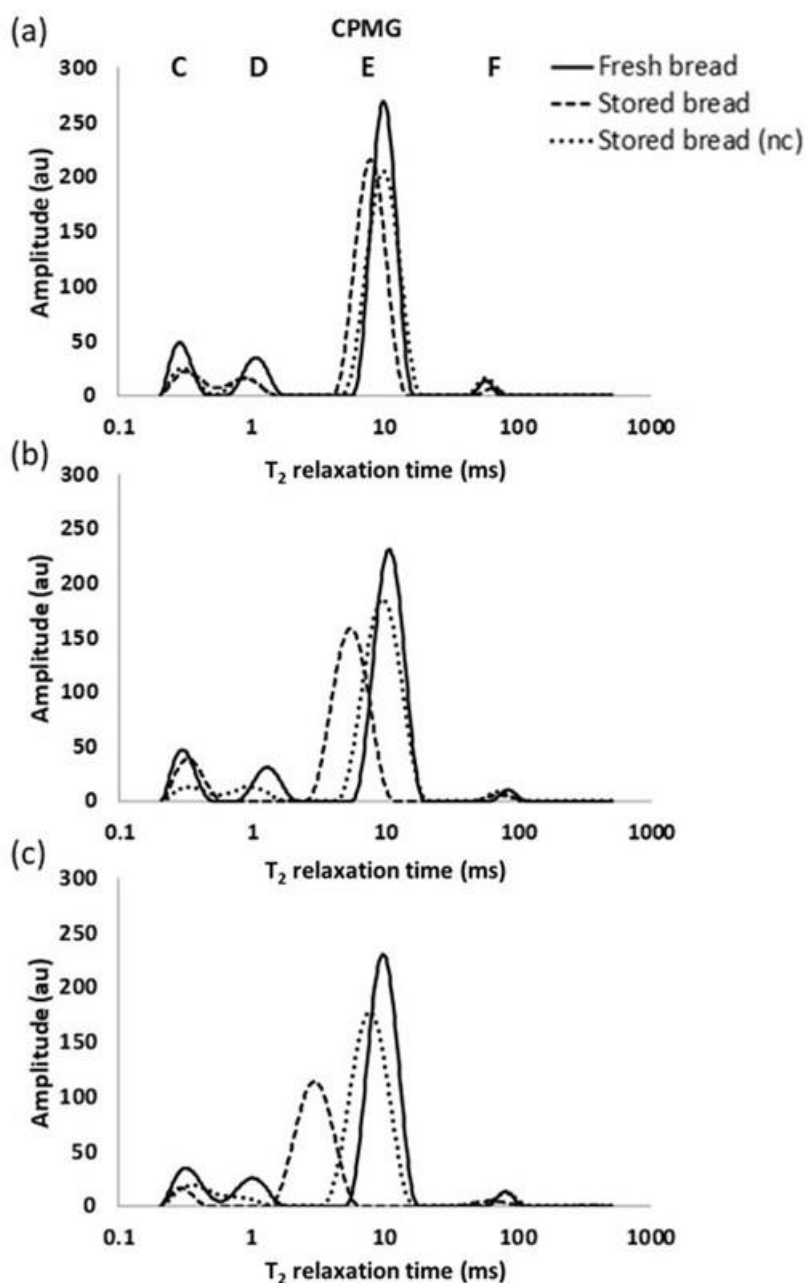 (a)
CPMG
C D E F
Fresh bread
Stored bread
Stored bread (nc)
Amplitude (au)
300
250
200
150
100
50
0
0.1 1 10 100 1000
T₂ relaxation time (ms)
(b)
Amplitude (au)
300
250
200
150
100
50
0
0.1 1 10 100 1000
T₂ relaxation time (ms)
(c)
Amplitude (au)
300
250
200
150
100
50
0
0.1 1 10 100 1000
T₂ relaxation time (ms)